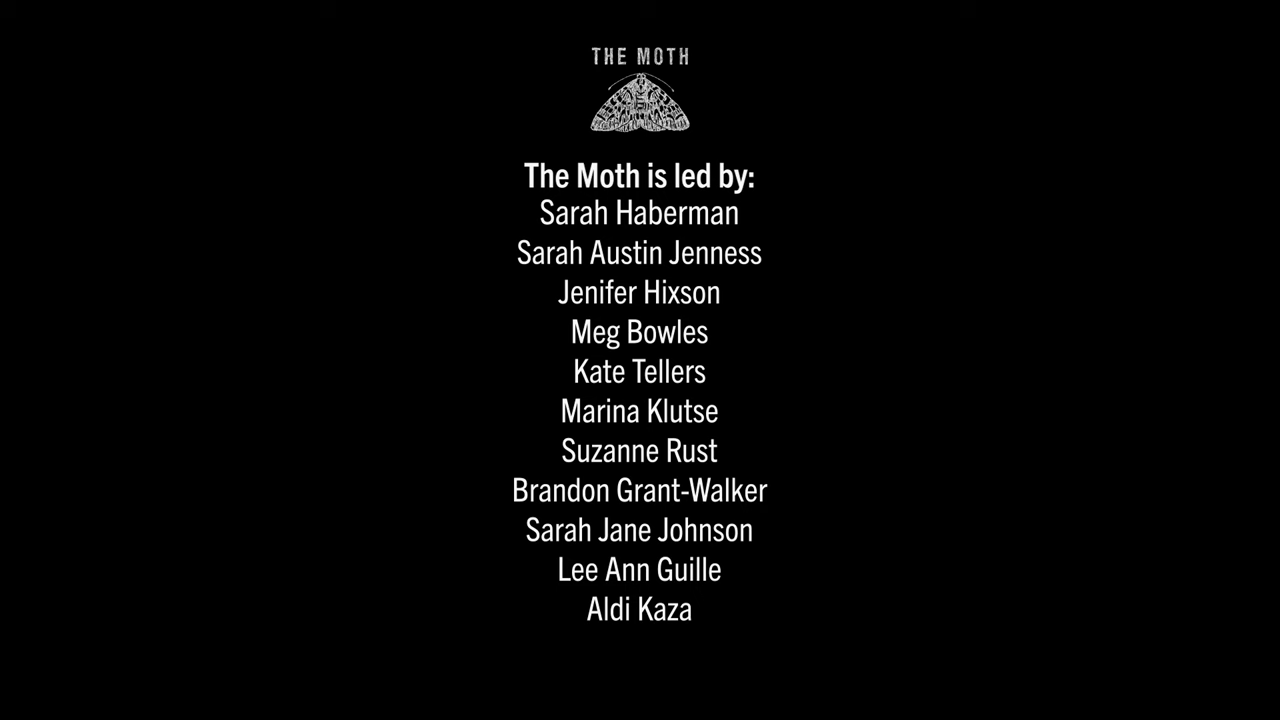 THE MOTH
The Moth is led by:
Sarah Haberman
Sarah Austin Jenness
Jenifer Hixson
Meg Bowles
Kate Tellers
Marina Klutse
Suzanne Rust
Brandon Grant-Walker
Sarah Jane Johnson
Lee Ann Guille
Aldi Kaza